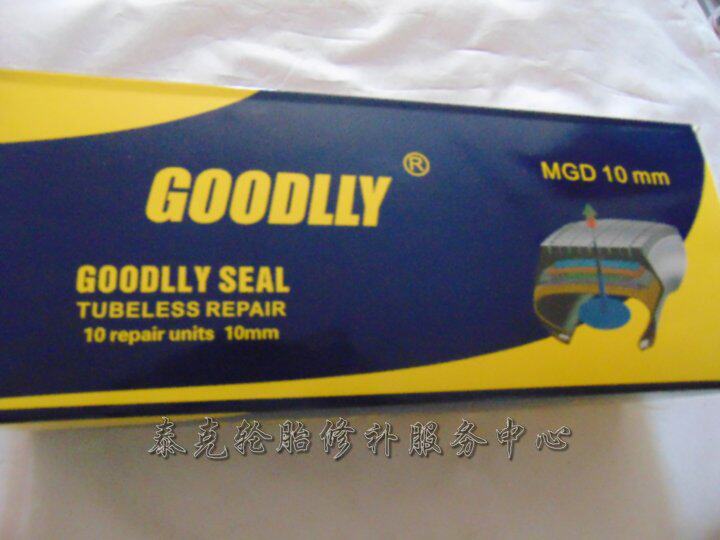 GOODLLY®
MGD 10 mm
GOODLLY SEAL
TUBELESS REPAIR
10 repair units 10mm
泰克轮胎修补服务中心